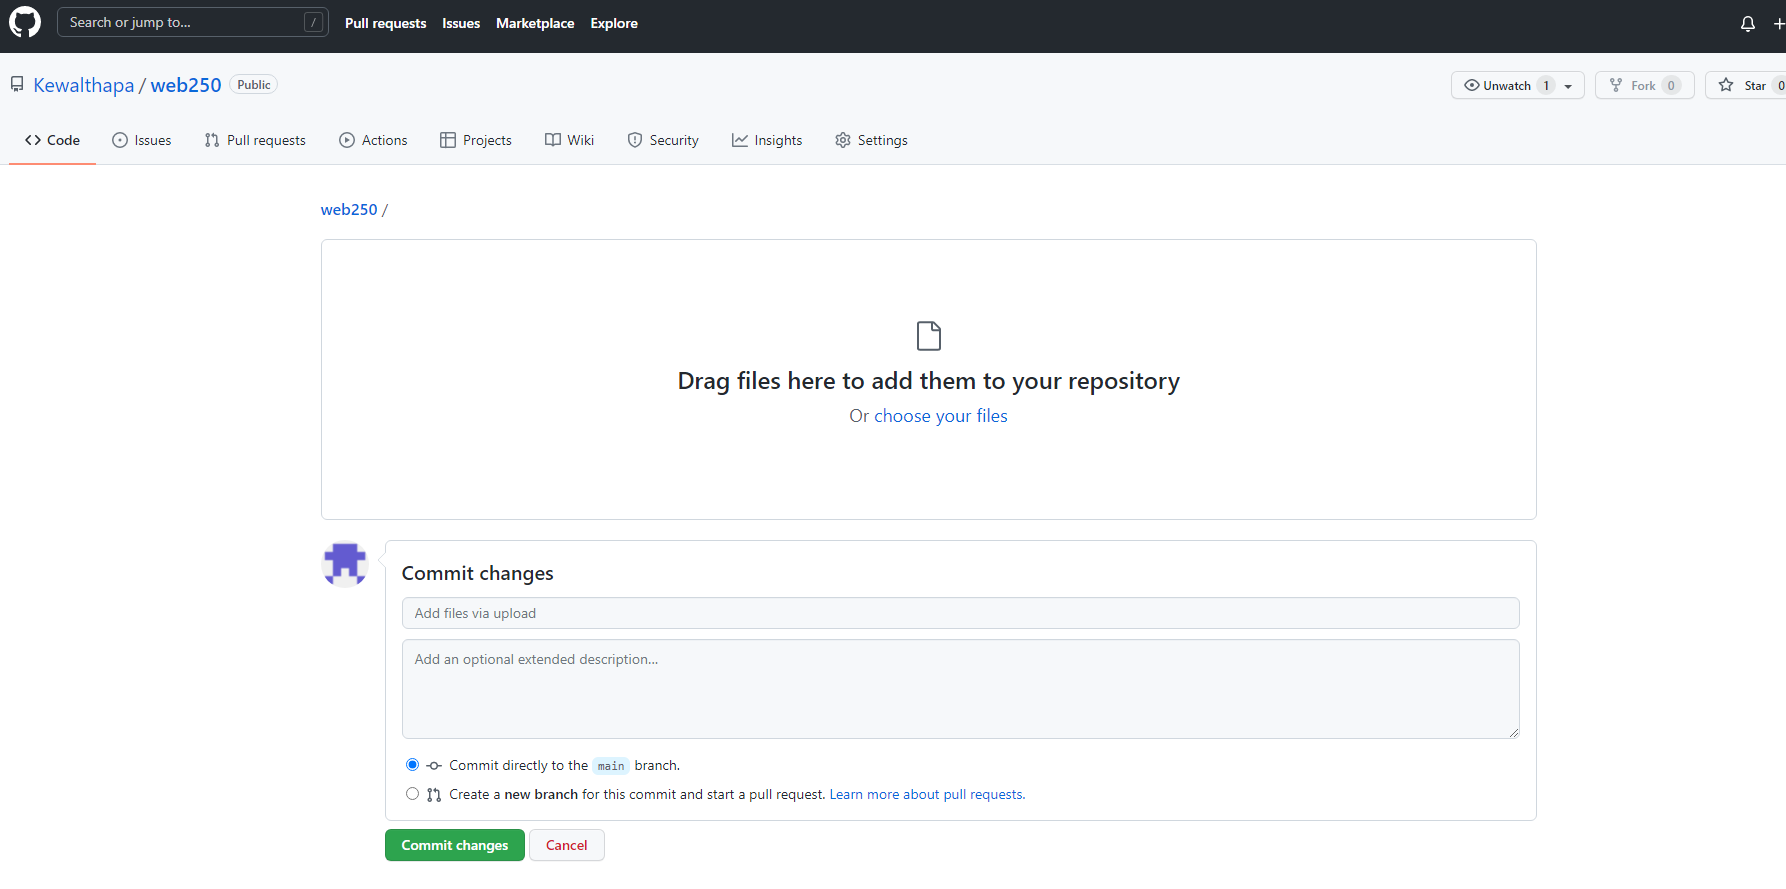 Search or jump to... / Pull requests Issues Marketplace Explore
Kewalthapa / web250 Public Unwatch 1 Fork 0 Star 0
Code Issues Pull requests Actions Projects Wiki Security Insights Settings
web250 /
Drag files here to add them to your repository
Or choose your files
Commit changes
Add files via upload
Add an optional extended description...
Commit directly to the main branch.
Create a new branch for this commit and start a pull request. Learn more about pull requests.
Commit changes Cancel